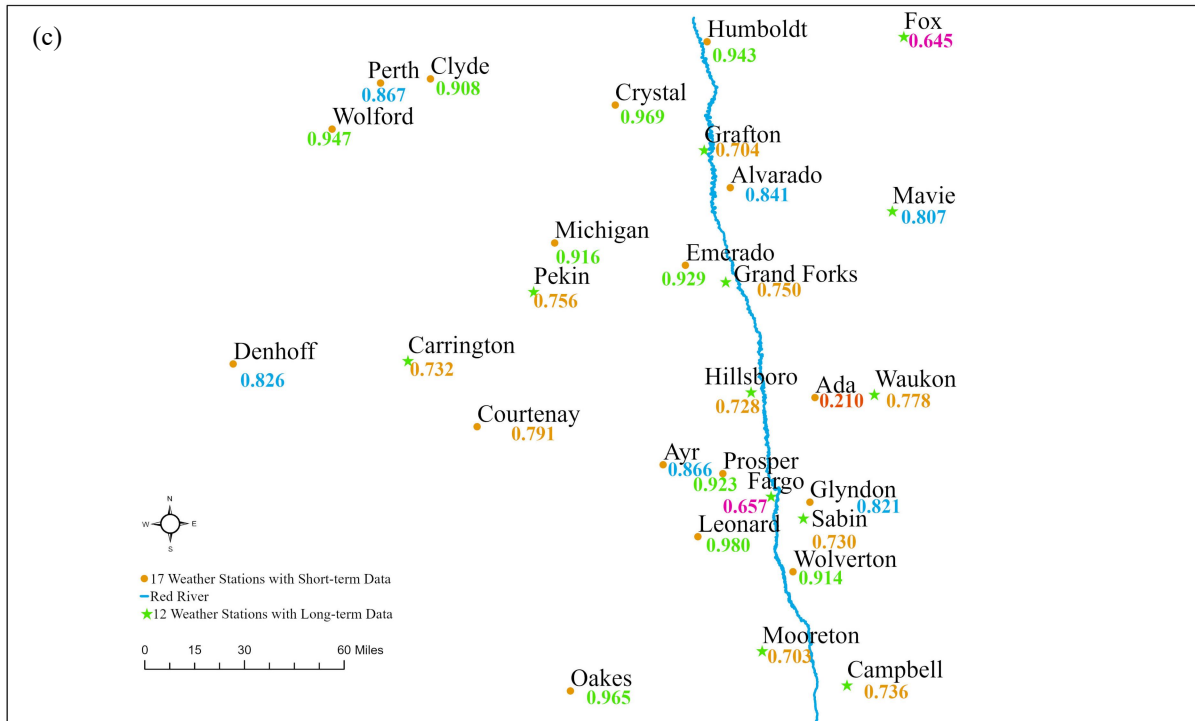 (c)
Fox
0.645
Humboldt
0.943
Perth
0.867
Clyde
0.908
Wolford
0.947
Crystal
0.969
Grafton
0.704
Alvarado
0.841
Mavie
0.807
Michigan
0.916
Emerado
0.929
Grand Forks
0.750
Pekin
0.756
Denhoff
0.826
Carrington
0.732
Hillsboro
0.728
Ada
0.210
Waukon
0.778
Courtenay
0.791
Ayr
0.866
Prosper
0.923
Fargo
0.657
Glyndon
0.821
Sabin
0.730
Leonard
0.980
Wolverton
0.914
Mooreton
0.703
Campbell
0.736
Oakes
0.965
N
W E
S
17 Weather Stations with Short-term Data
Red River
12 Weather Stations with Long-term Data
0 15 30 60 Miles